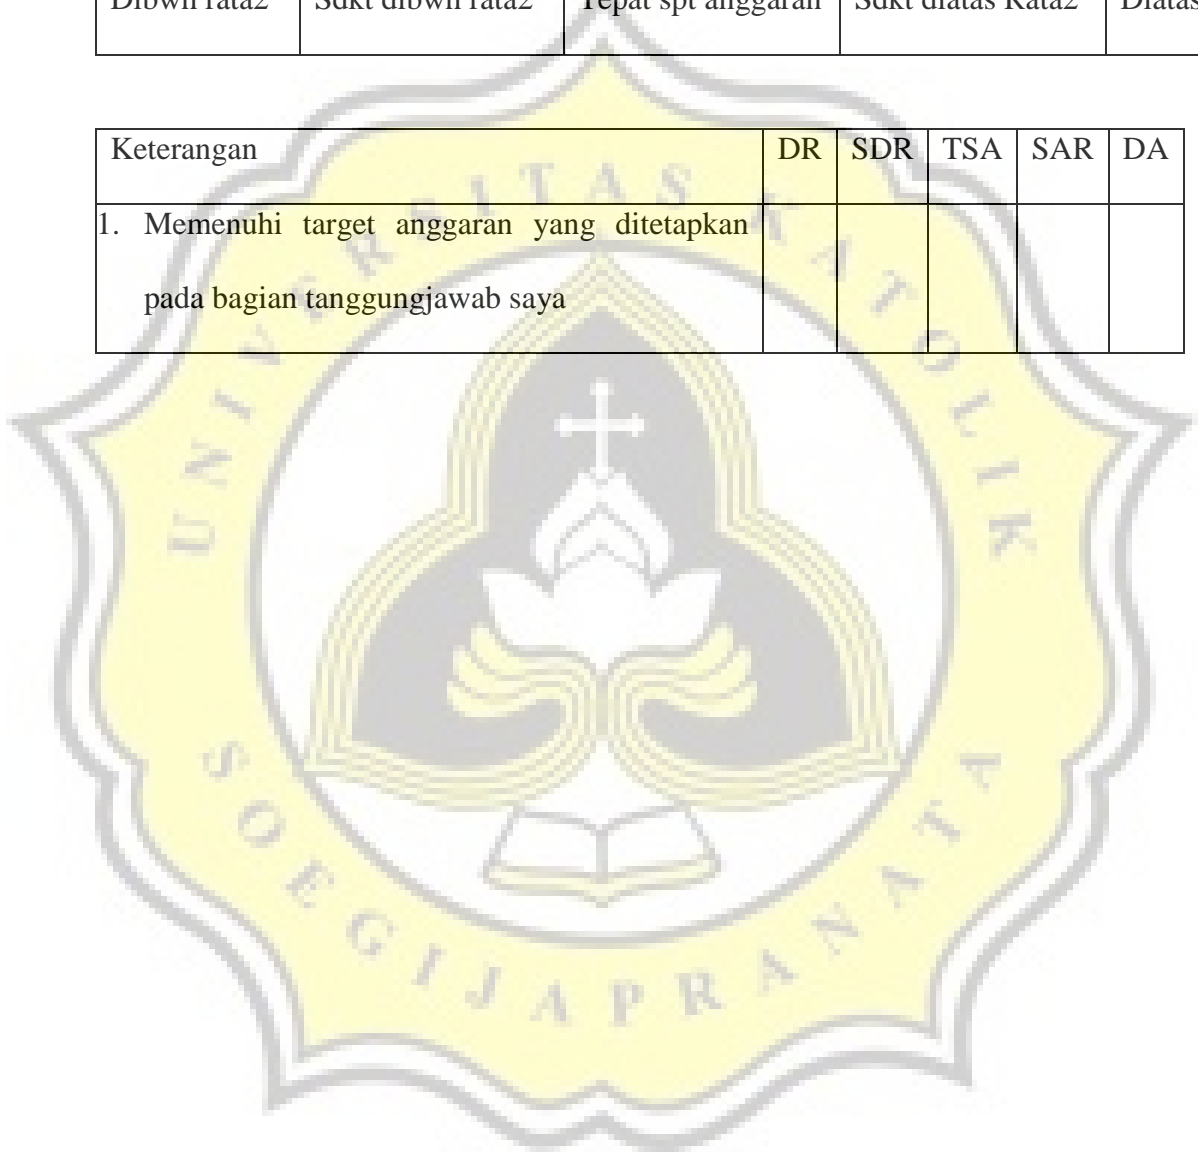 Dibwh rata2 Sdkt dibwh rata2 Tepat spt anggaran Sdkt diatas Rata2 Diatas
Keterangan DR SDR TSA SAR DA
1. Memenuhi target anggaran yang ditetapkan
pada bagian tanggungjawab saya
UNIVERSITAS KATOLIK
SOEGIJAPRANATA